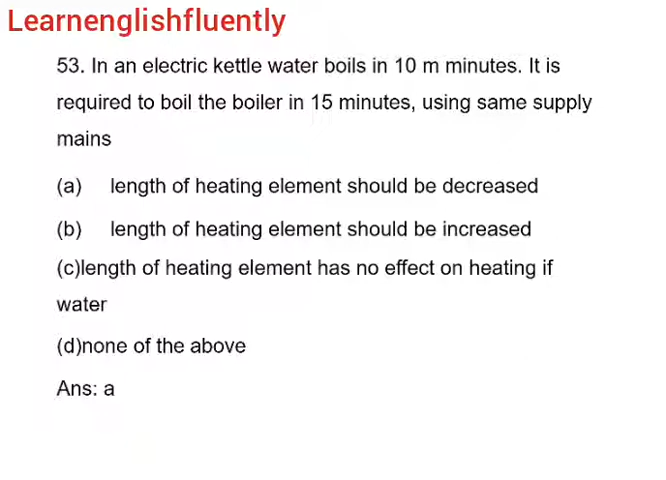 Learnenglishfluently
53. In an electric kettle water boils in 10 m minutes. It is
required to boil the boiler in 15 minutes, using same supply
mains
(a) length of heating element should be decreased
(b) length of heating element should be increased
(c)length of heating element has no effect on heating if
water
(d)none of the above
Ans: a